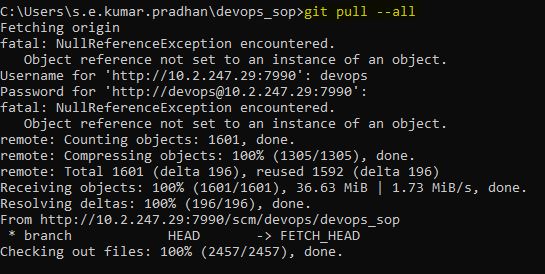 C:\Users\s.e.kumar.pradhan\devops_sop>git pull --all
Fetching origin
fatal: NullReferenceException encountered.
   Object reference not set to an instance of an object.
Username for 'http://10.2.247.29:7990': devops
Password for 'http://devops@10.2.247.29:7990':
fatal: NullReferenceException encountered.
   Object reference not set to an instance of an object.
remote: Counting objects: 1601, done.
remote: Compressing objects: 100% (1305/1305), done.
remote: Total 1601 (delta 196), reused 1592 (delta 196)
Receiving objects: 100% (1601/1601), 36.63 MiB | 1.73 MiB/s, done.
Resolving deltas: 100% (196/196), done.
From http://10.2.247.29:7990/scm/devops/devops_sop
 * branch            HEAD       -> FETCH_HEAD
Checking out files: 100% (2457/2457), done.